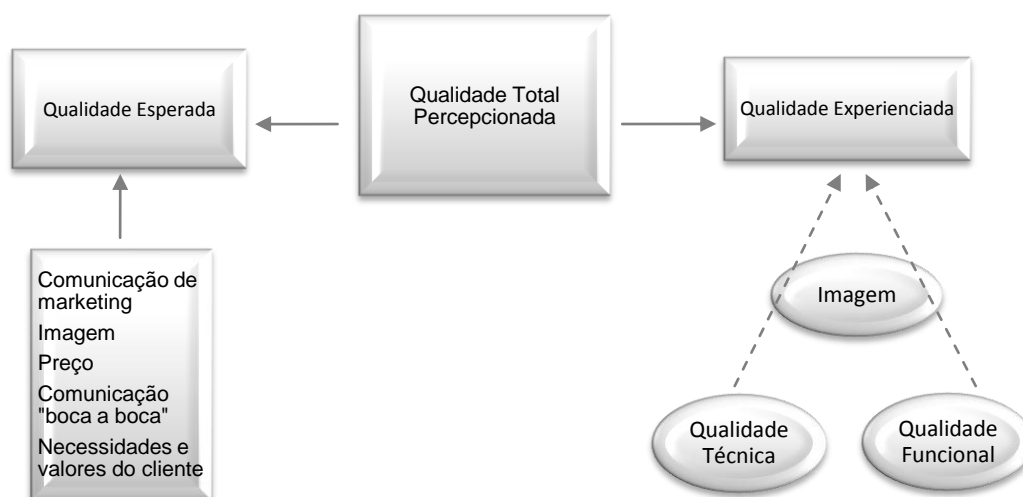 Qualidade Esperada
Qualidade Total
Percepcionada
Qualidade Experienciada
Comunicação de
marketing
Imagem
Preço
Comunicação
"boca a boca"
Necessidades e
valores do cliente
Imagem
Qualidade
Técnica
Qualidade
Funcional